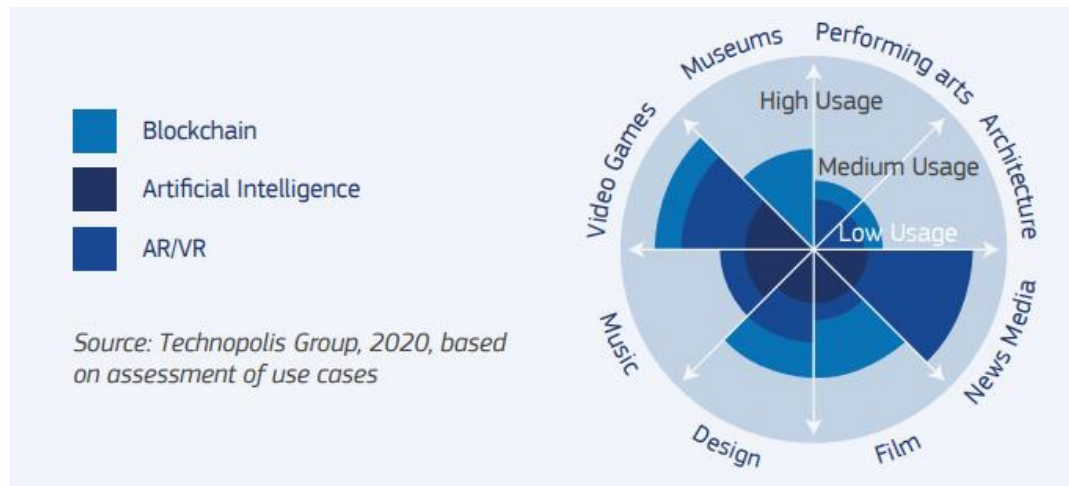 Blockchain
Artificial Intelligence
AR/VR
Source: Technopolis Group, 2020, based
on assessment of use cases
Museums
Performing arts
Video Games
High Usage
Architecture
Medium Usage
Low Usage
Music
News Media
Design
Film